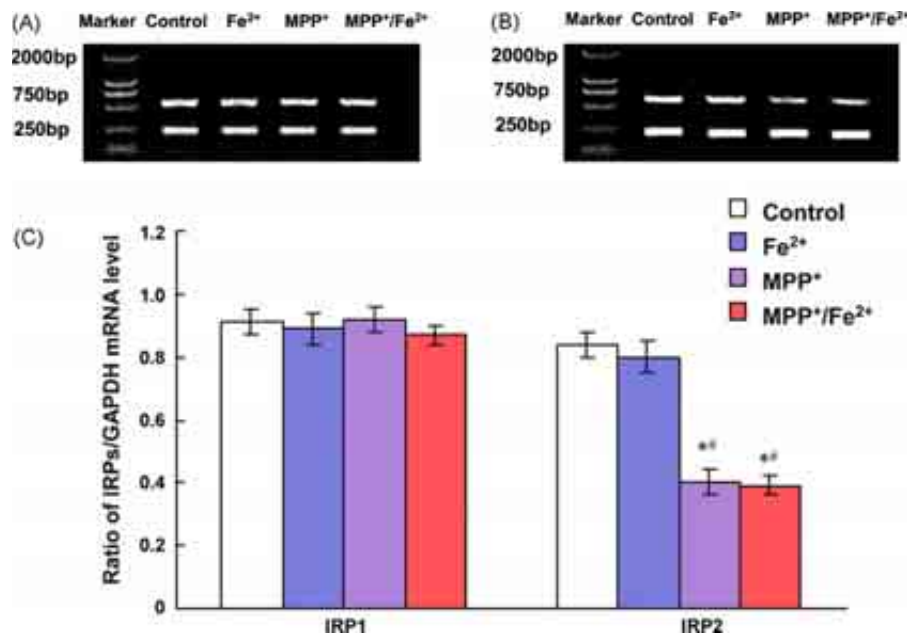 (A) Marker Control Fe²⁺ MPP⁺ MPP⁺/Fe²⁺
2000bp
750bp
250bp
(B) Marker Control Fe²⁺ MPP⁺ MPP⁺/Fe²⁺
2000bp
750bp
250bp
(C)
Control
Fe²⁺
MPP⁺
MPP⁺/Fe²⁺
Ratio of IRPs/GAPDH mRNA level
1.2
1.0
0.8
0.6
0.4
0.2
0
*#
*#
IRP1
IRP2